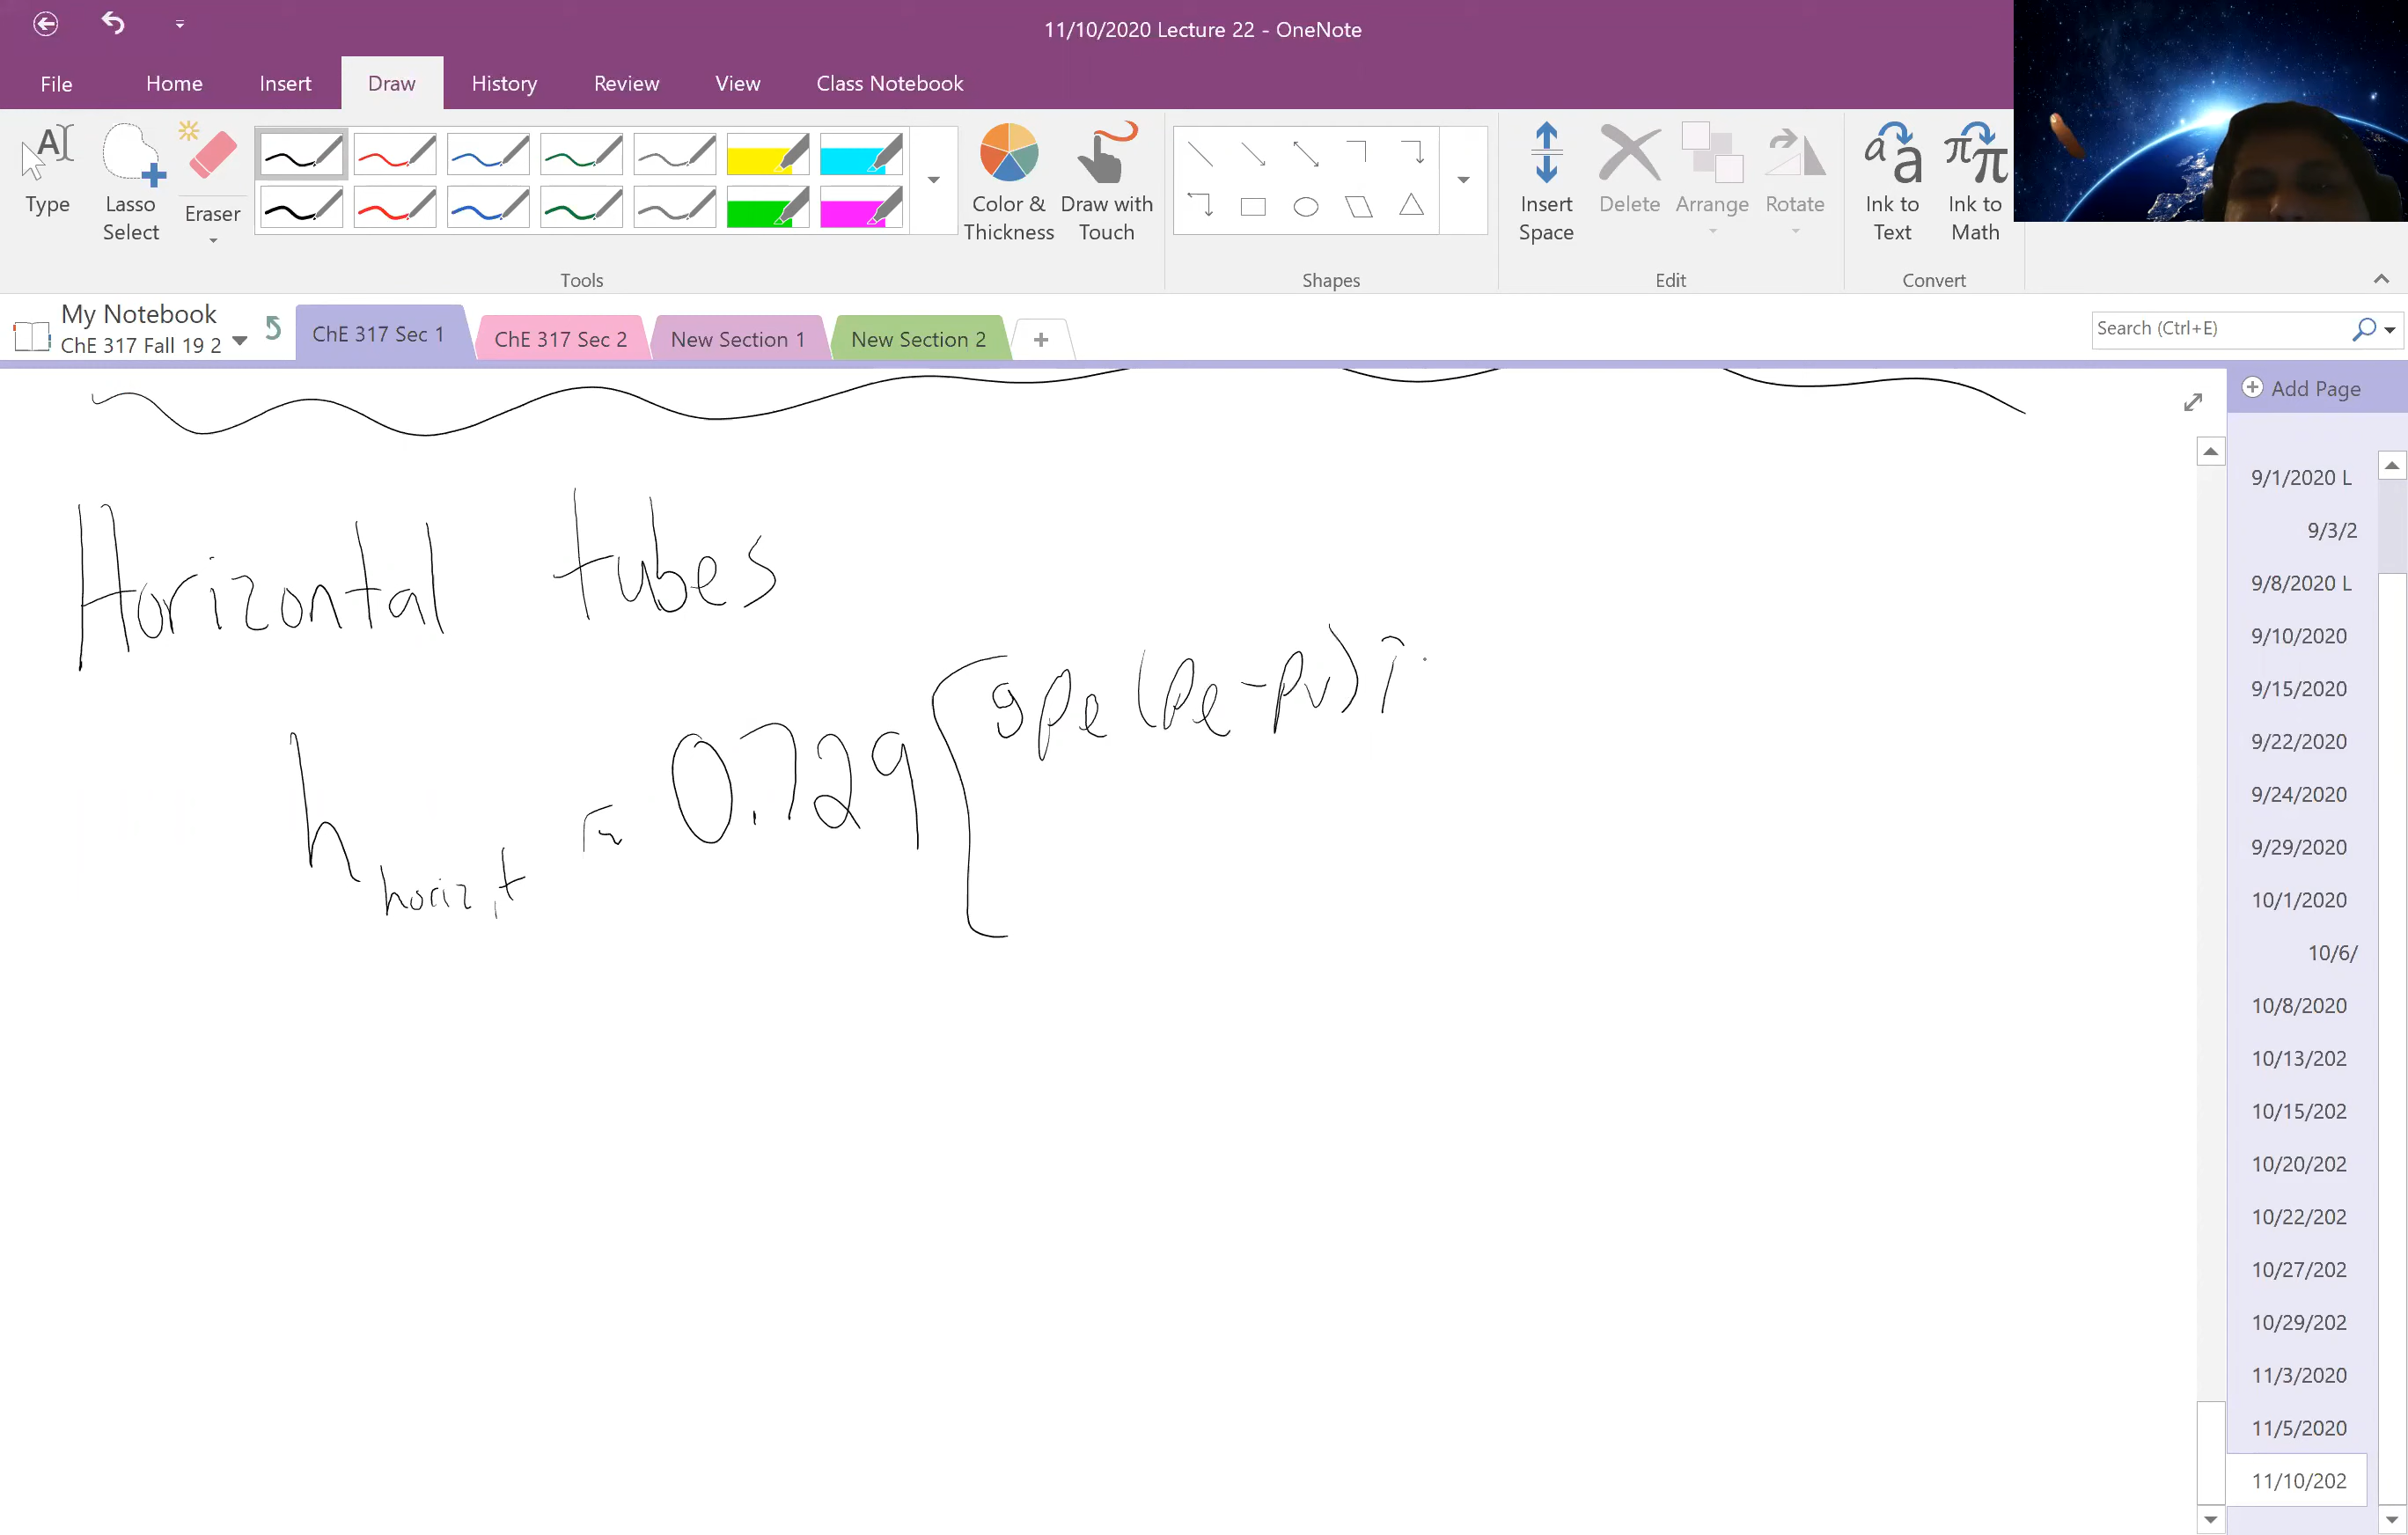 11/10/2020 Lecture 22 - OneNote
File Home Insert Draw History Review View Class Notebook
Type
Lasso Select
Eraser
Color & Thickness
Draw with Touch
Insert Space
Delete
Arrange
Rotate
Ink to Text
Ink to Math
Tools Shapes Edit Convert
My Notebook
ChE 317 Fall 19 2
ChE 317 Sec 1 ChE 317 Sec 2 New Section 1 New Section 2 +
Search (Ctrl+E)
Add Page
9/1/2020 L
9/3/2
9/8/2020 L
9/10/2020
9/15/2020
9/22/2020
9/24/2020
9/29/2020
10/1/2020
10/6/
10/8/2020
10/13/202
10/15/202
10/20/202
10/22/202
10/27/202
10/29/202
11/3/2020
11/5/2020
11/10/202
Horizontal tubes
h horiz,t = 0.729 [ gρℓ (ρℓ - ρv)